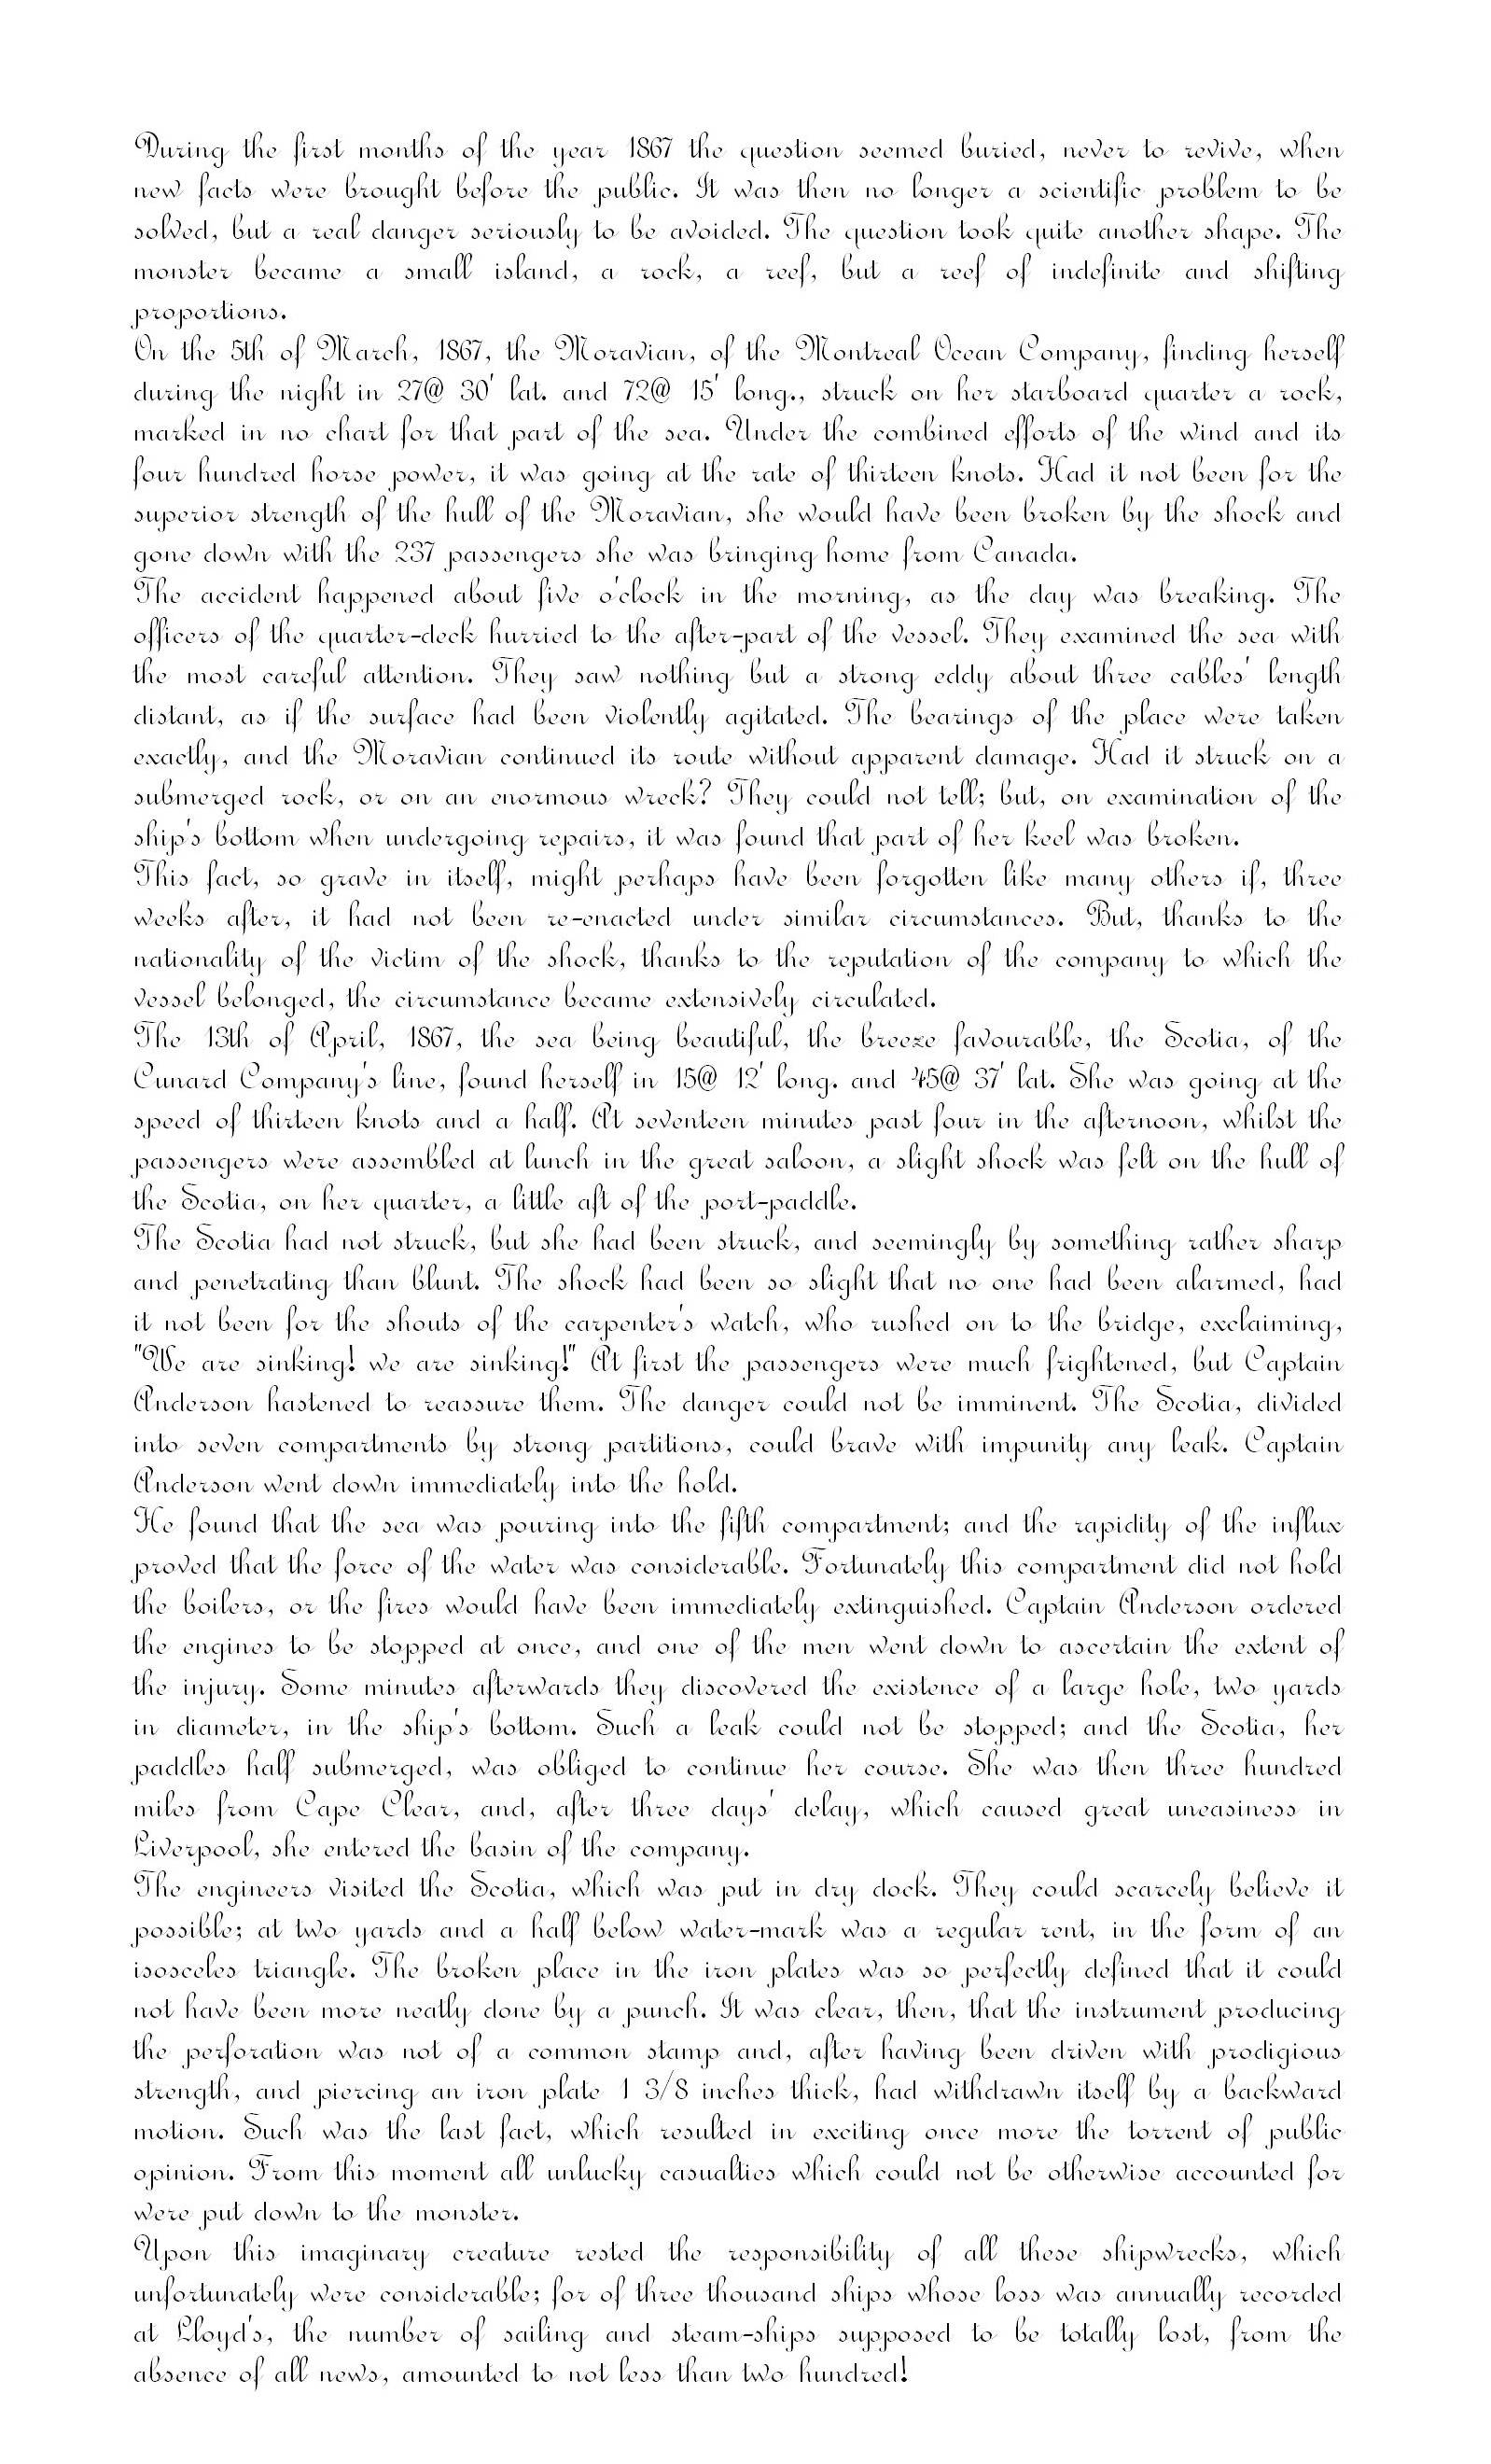 During the first months of the year 1867 the question seemed buried, never to revive, when
new facts were brought before the public. It was then no longer a scientific problem to be
solved, but a real danger seriously to be avoided. The question took quite another shape. The
monster became a small island, a rock, a reef, but a reef of indefinite and shifting
proportions.
On the 5th of March, 1867, the Moravian, of the Montreal Ocean Company, finding herself
during the night in 27@ 30' lat. and 72@ 15' long., struck on her starboard quarter a rock,
marked in no chart for that part of the sea. Under the combined efforts of the wind and its
four hundred horse power, it was going at the rate of thirteen knots. Had it not been for the
superior strength of the hull of the Moravian, she would have been broken by the shock and
gone down with the 237 passengers she was bringing home from Canada.
The accident happened about five o'clock in the morning, as the day was breaking. The
officers of the quarter-deck hurried to the after-part of the vessel. They examined the sea with
the most careful attention. They saw nothing but a strong eddy about three cables' length
distant, as if the surface had been violently agitated. The bearings of the place were taken
exactly, and the Moravian continued its route without apparent damage. Had it struck on a
submerged rock, or on an enormous wreck? They could not tell; but, on examination of the
ship's bottom when undergoing repairs, it was found that part of her keel was broken.
This fact, so grave in itself, might perhaps have been forgotten like many others if, three
weeks after, it had not been re-enacted under similar circumstances. But, thanks to the
nationality of the victim of the shock, thanks to the reputation of the company to which the
vessel belonged, the circumstance became extensively circulated.
The 13th of April, 1867, the sea being beautiful, the breeze favourable, the Scotia, of the
Cunard Company's line, found herself in 15@ 12' long. and 45@ 37' lat. She was going at the
speed of thirteen knots and a half. At seventeen minutes past four in the afternoon, whilst the
passengers were assembled at lunch in the great saloon, a slight shock was felt on the hull of
the Scotia, on her quarter, a little aft of the port-paddle.
The Scotia had not struck, but she had been struck, and seemingly by something rather sharp
and penetrating than blunt. The shock had been so slight that no one had been alarmed, had
it not been for the shouts of the carpenter's watch, who rushed on to the bridge, exclaiming,
"We are sinking! we are sinking!" At first the passengers were much frightened, but Captain
Anderson hastened to reassure them. The danger could not be imminent. The Scotia, divided
into seven compartments by strong partitions, could brave with impunity any leak. Captain
Anderson went down immediately into the hold.
He found that the sea was pouring into the fifth compartment; and the rapidity of the influx
proved that the force of the water was considerable. Fortunately this compartment did not hold
the boilers, or the fires would have been immediately extinguished. Captain Anderson ordered
the engines to be stopped at once, and one of the men went down to ascertain the extent of
the injury. Some minutes afterwards they discovered the existence of a large hole, two yards
in diameter, in the ship's bottom. Such a leak could not be stopped; and the Scotia, her
paddles half submerged, was obliged to continue her course. She was then three hundred
miles from Cape Clear, and, after three days' delay, which caused great uneasiness in
Liverpool, she entered the basin of the company.
The engineers visited the Scotia, which was put in dry dock. They could scarcely believe it
possible; at two yards and a half below water-mark was a regular rent, in the form of an
isosceles triangle. The broken place in the iron plates was so perfectly defined that it could
not have been more neatly done by a punch. It was clear, then, that the instrument producing
the perforation was not of a common stamp and, after having been driven with prodigious
strength, and piercing an iron plate 1 3/8 inches thick, had withdrawn itself by a backward
motion. Such was the last fact, which resulted in exciting once more the torrent of public
opinion. From this moment all unlucky casualties which could not be otherwise accounted for
were put down to the monster.
Upon this imaginary creature rested the responsibility of all these shipwrecks, which
unfortunately were considerable; for of three thousand ships whose loss was annually recorded
at Lloyd's, the number of sailing and steam-ships supposed to be totally lost, from the
absence of all news, amounted to not less than two hundred!